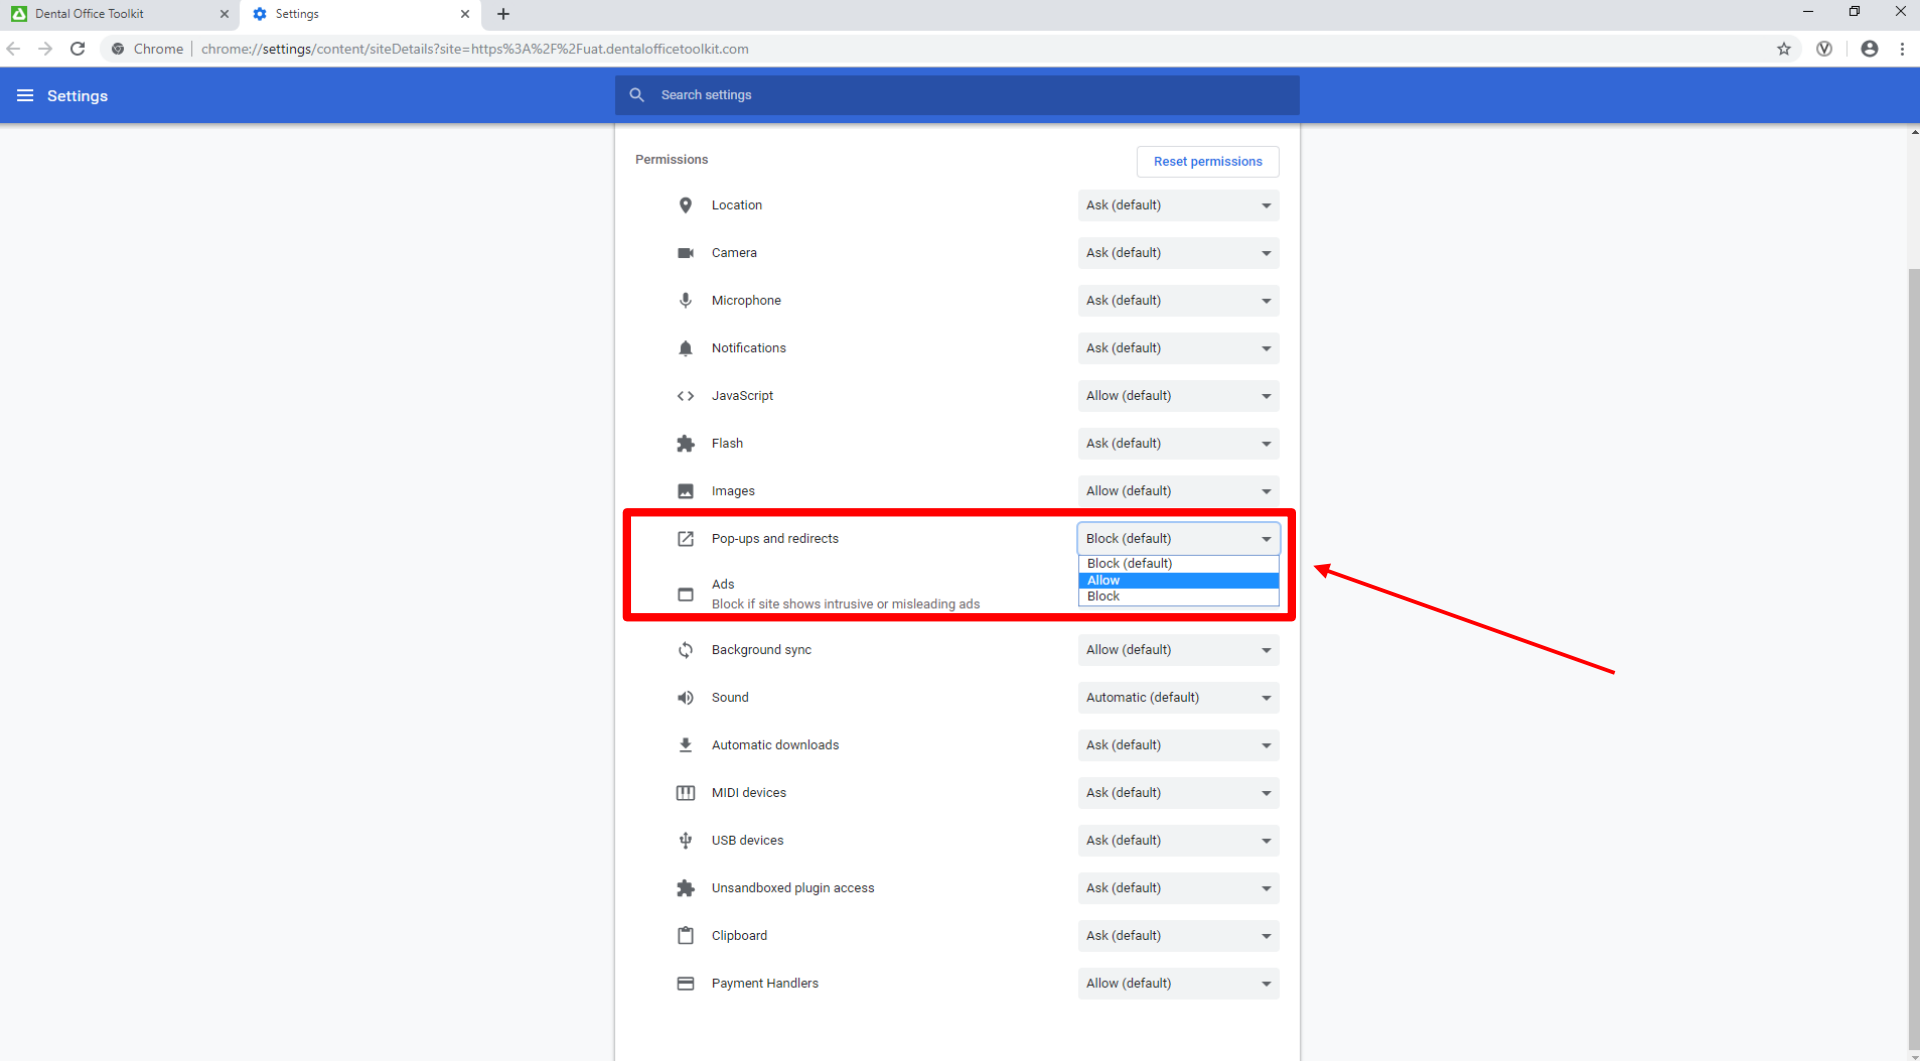 Dental Office Toolkit
Settings
Chrome
chrome://settings/content/siteDetails?site=https%3A%2F%2Fuat.dentalofficetoolkit.com
Settings
Search settings
Permissions
Reset permissions
Location
Ask (default)
Camera
Ask (default)
Microphone
Ask (default)
Notifications
Ask (default)
JavaScript
Allow (default)
Flash
Ask (default)
Images
Allow (default)
Pop-ups and redirects
Block (default)
Block (default)
Allow
Block
Ads
Block if site shows intrusive or misleading ads
Background sync
Allow (default)
Sound
Automatic (default)
Automatic downloads
Ask (default)
MIDI devices
Ask (default)
USB devices
Ask (default)
Unsandboxed plugin access
Ask (default)
Clipboard
Ask (default)
Payment Handlers
Allow (default)